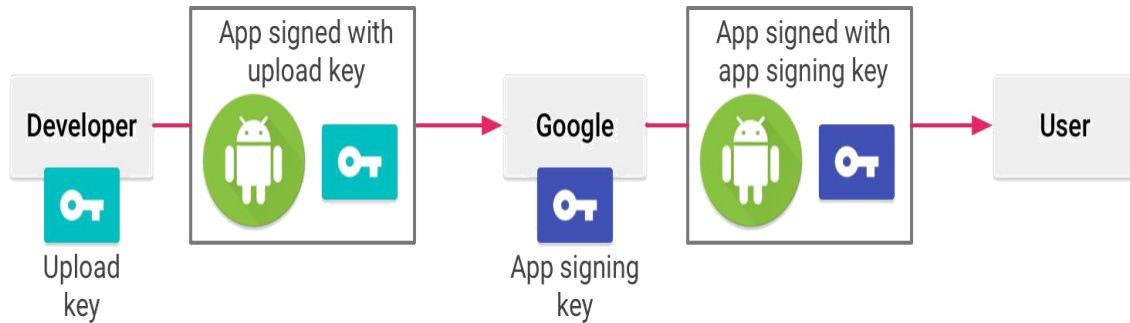 App signed with
upload key
App signed with
app signing key
Developer
Google
User
Upload
key
App signing
key